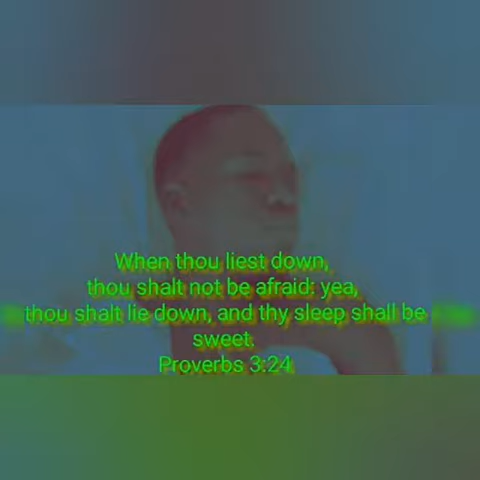 When thou liest down,
thou shalt not be afraid: yea,
thou shalt lie down, and thy sleep shall be
sweet.
Proverbs 3:24